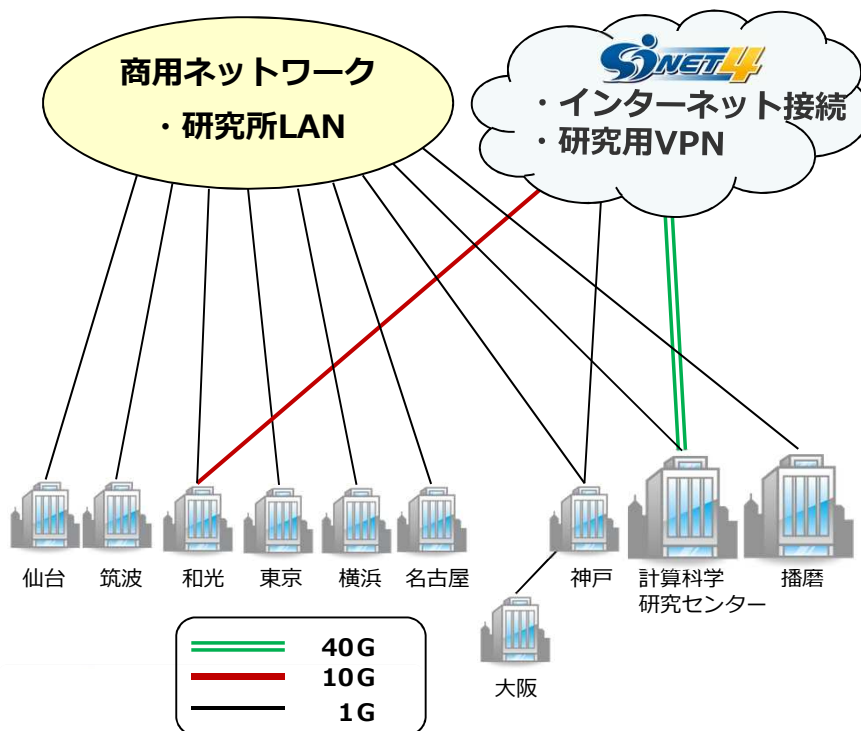 商用ネットワーク
・研究所LAN
SINET4
・インターネット接続
・研究用VPN
仙台
筑波
和光
東京
横浜
名古屋
神戸
計算科学
研究センター
播磨
大阪
40G
10G
1G